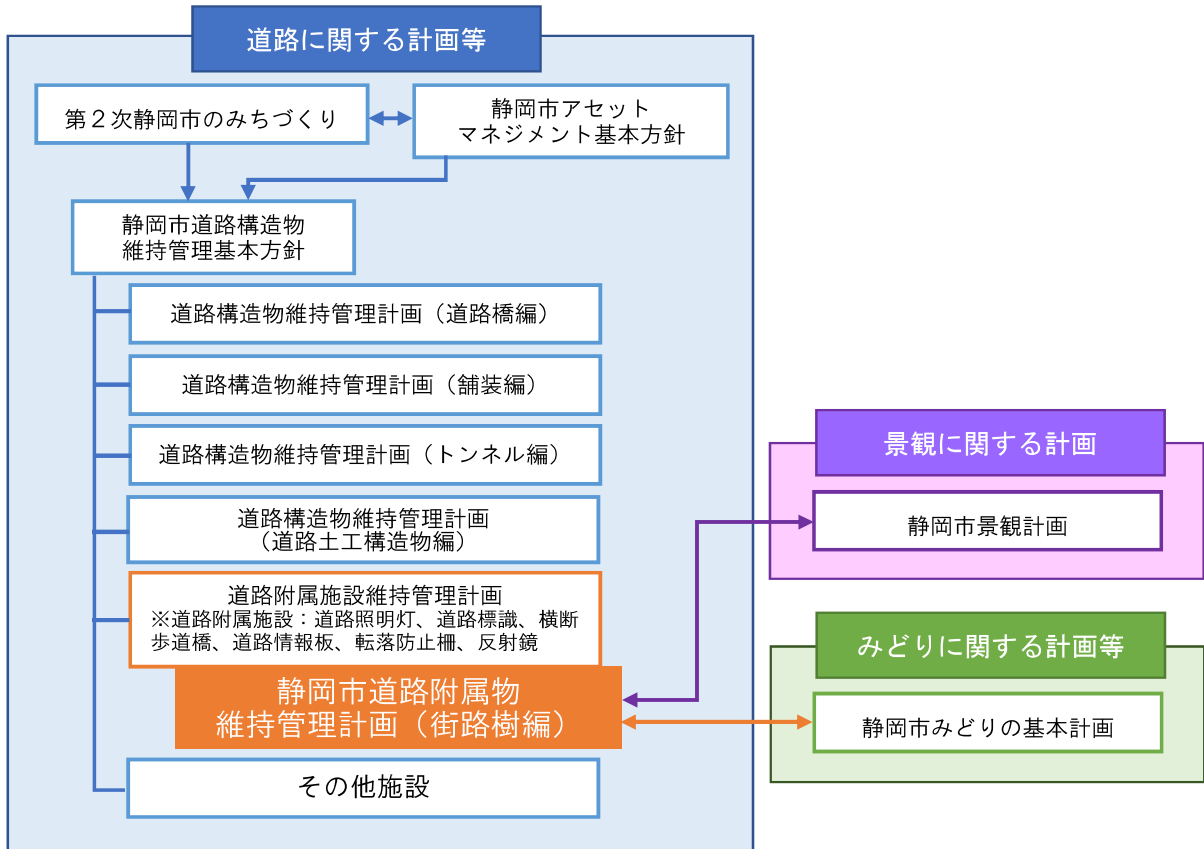 道路に関する計画等
第２次静岡市のみちづくり
静岡市アセット
マネジメント基本方針
静岡市道路構造物
維持管理基本方針
道路構造物維持管理計画（道路橋編）
道路構造物維持管理計画（舗装編）
道路構造物維持管理計画（トンネル編）
道路構造物維持管理計画
（道路土工構造物編）
道路附属施設維持管理計画
※道路附属施設：道路照明灯、道路標識、横断
歩道橋、道路情報板、転落防止柵、反射鏡
静岡市道路附属物
維持管理計画（街路樹編）
その他施設
景観に関する計画
静岡市景観計画
みどりに関する計画等
静岡市みどりの基本計画